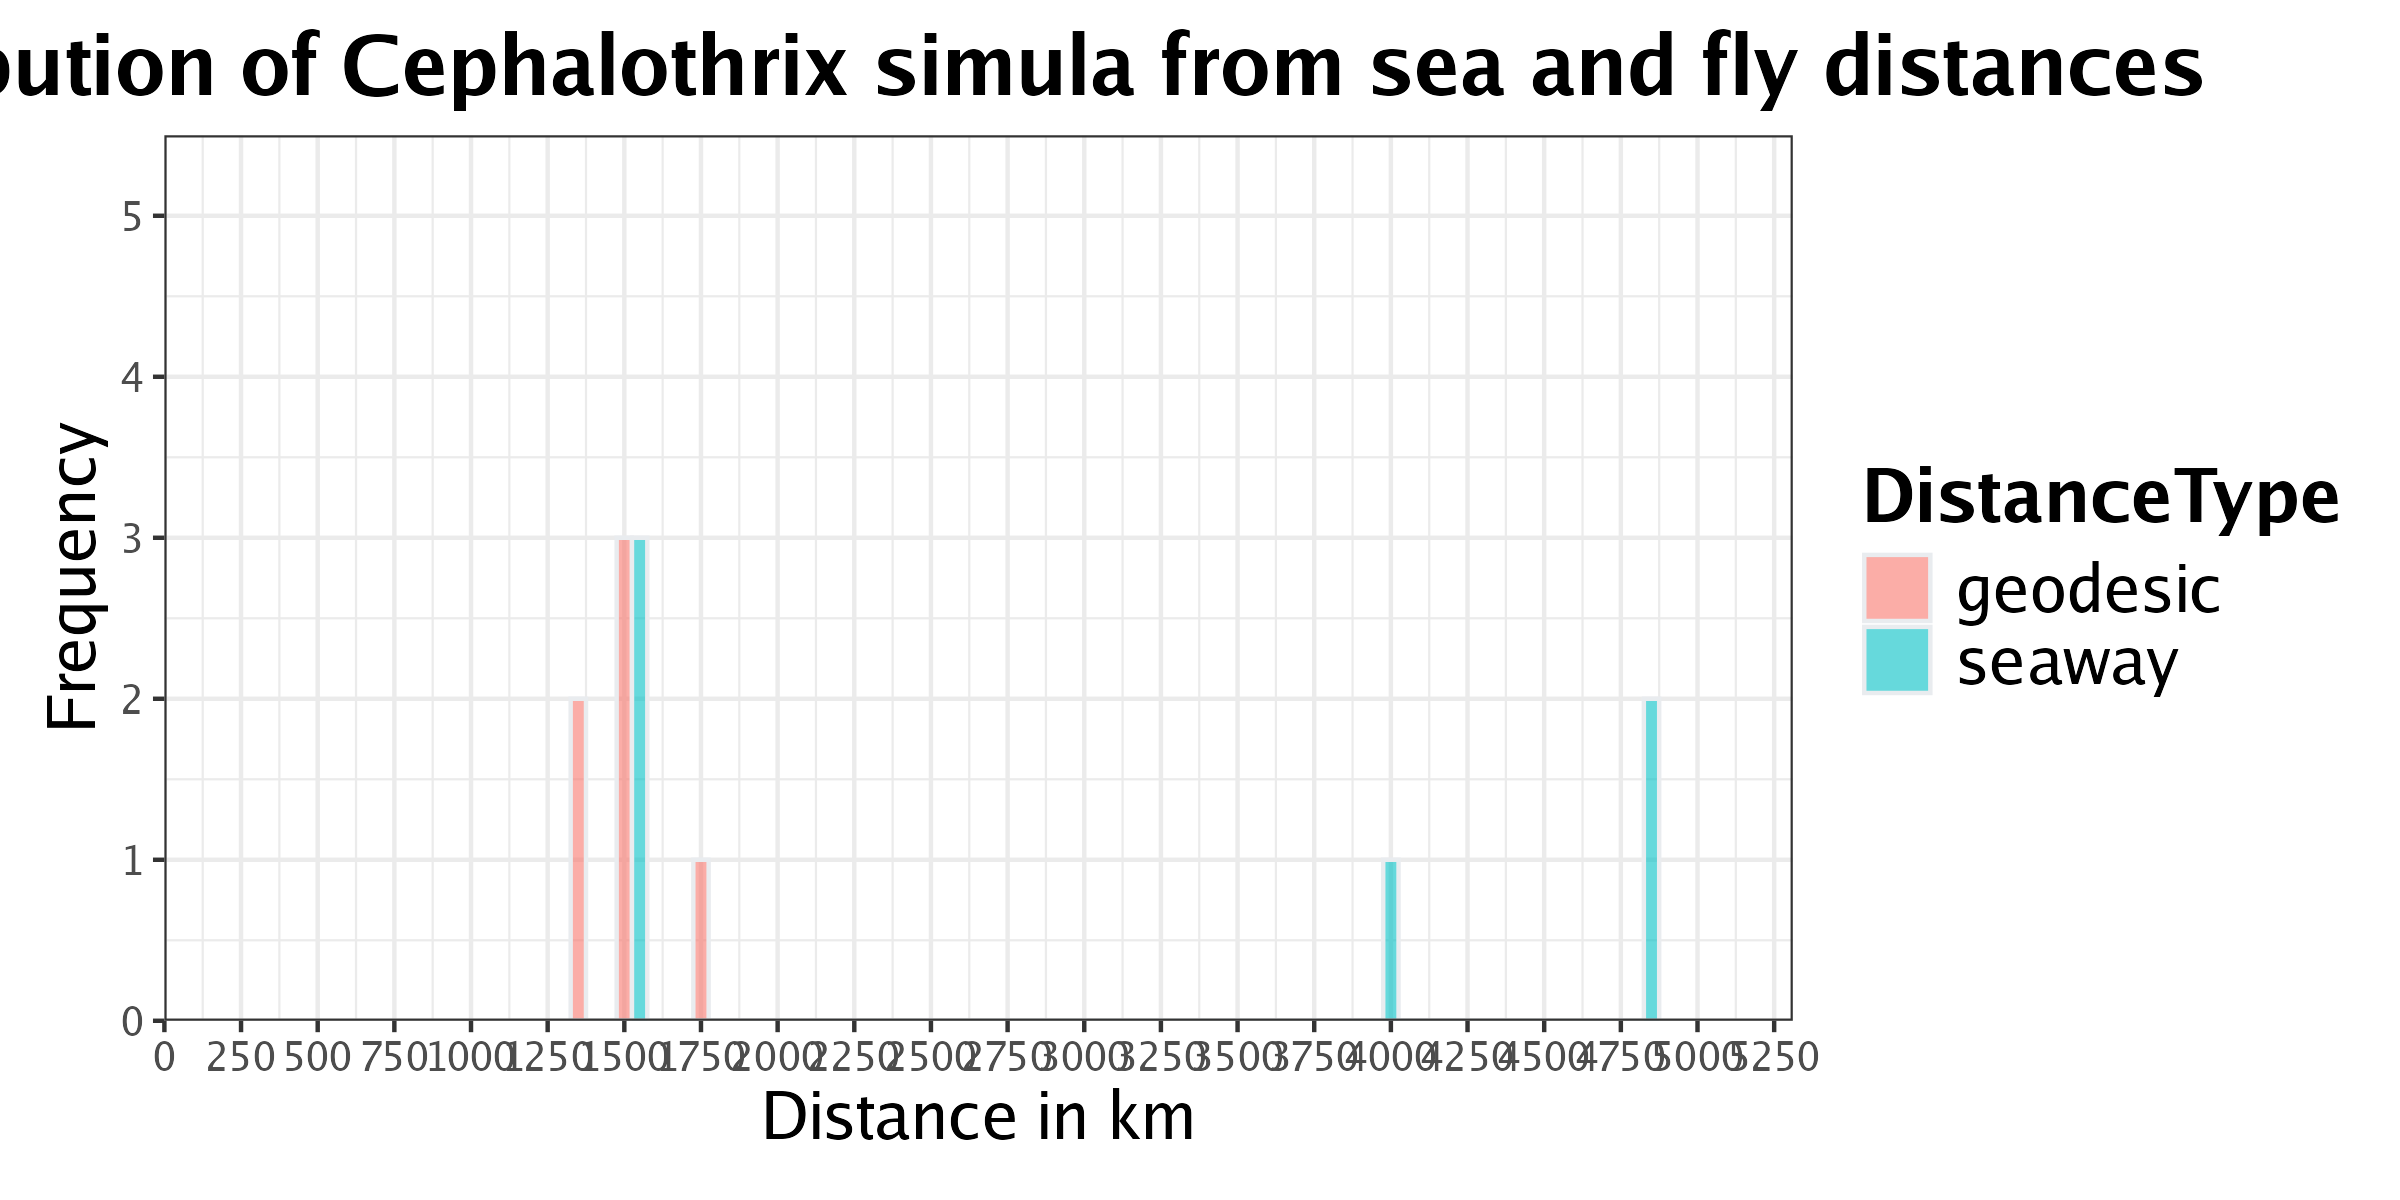 of Cephalothrix simula from sea and fly distances
5
4
3
2
1
0
Frequency
0 250 500 750 1000 1250 1500 1750 2000 2250 2500 2750 3000 3250 3500 3750 4000 4250 4500 4750 5000 5250
Distance in km
DistanceType
geodesic
seaway